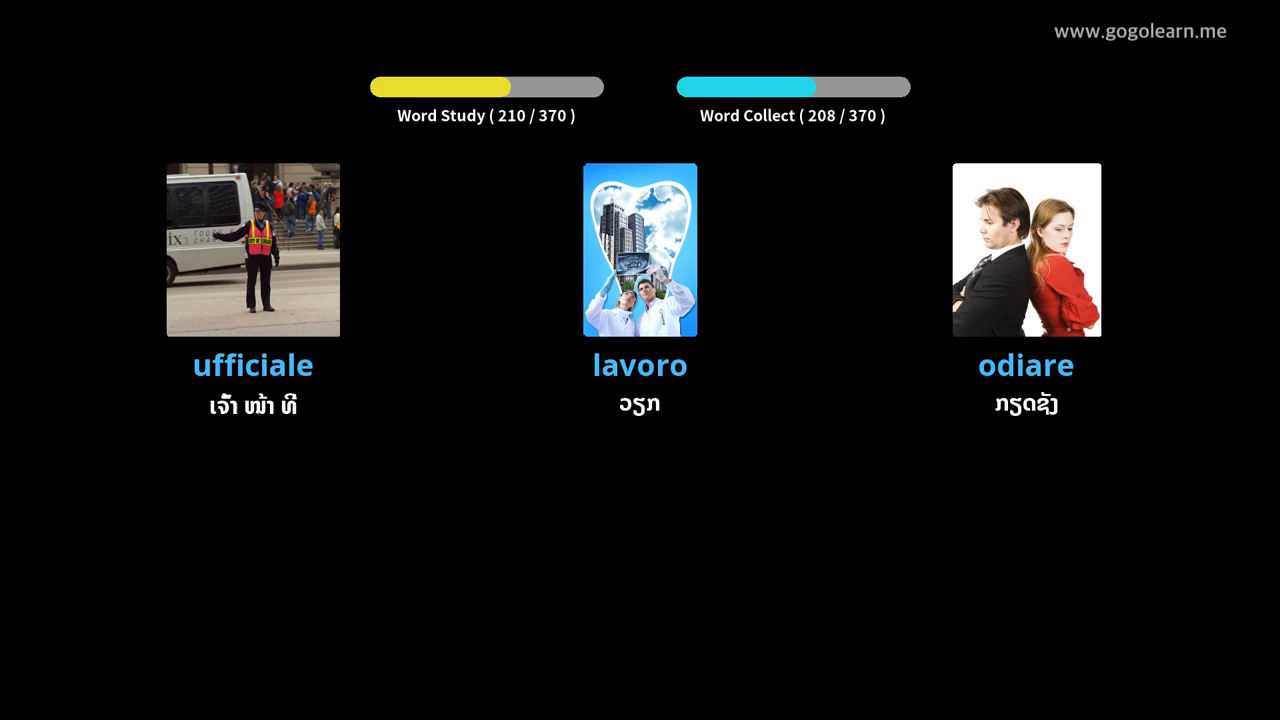 www.gogolearn.me
Word Study ( 210 / 370 )
Word Collect ( 208 / 370 )
ufficiale
ເຈົ້າ ໜ້າ ທີ່
lavoro
ວຽກ
odiare
ກຽດຊັງ